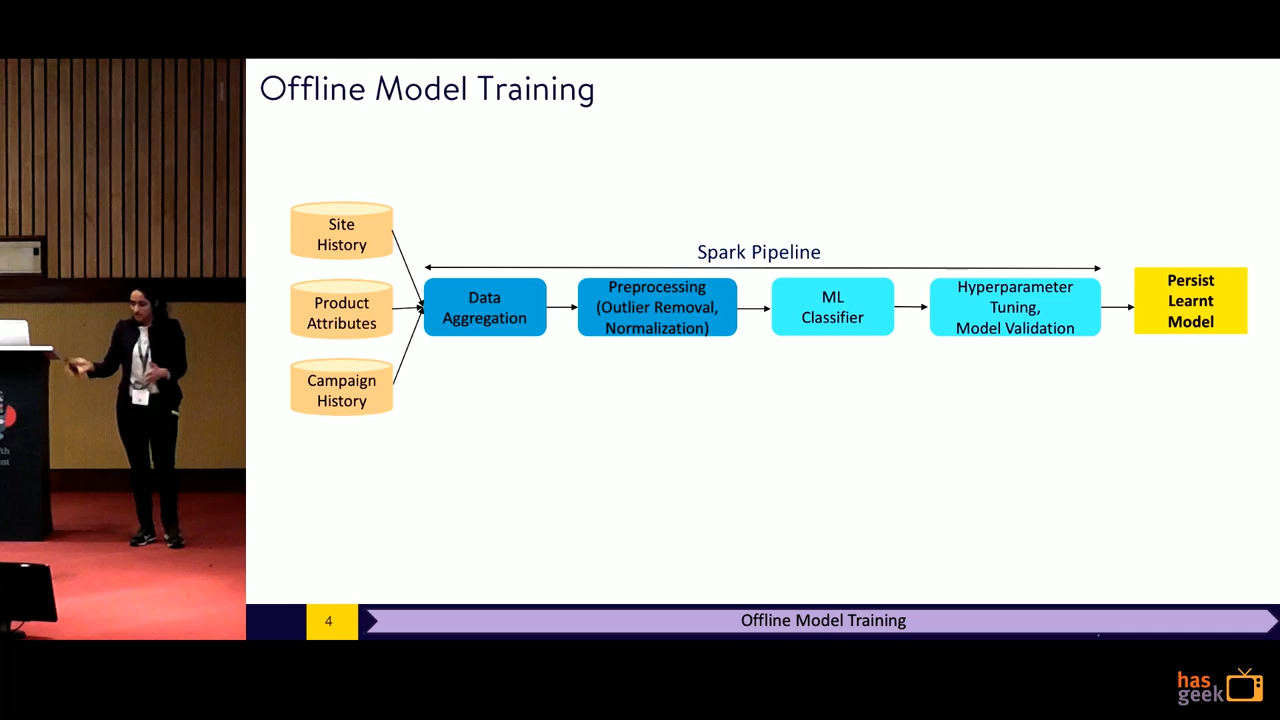 Offline Model Training
Site
History
Product
Attributes
Campaign
History
Spark Pipeline
Data
Aggregation
Preprocessing
(Outlier Removal,
Normalization)
ML
Classifier
Hyperparameter
Tuning,
Model Validation
Persist
Learnt
Model
4
Offline Model Training
has
geek